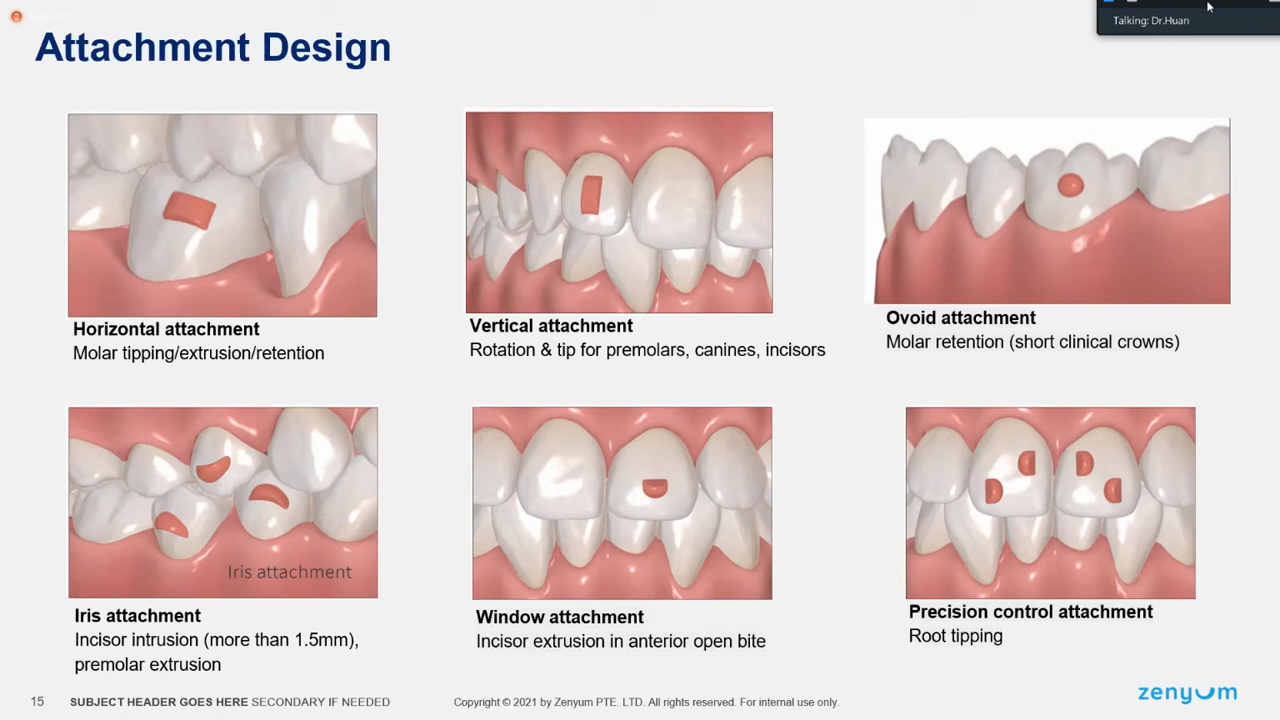 Talking: Dr.Huan
Attachment Design
Horizontal attachment
Molar tipping/extrusion/retention
Vertical attachment
Rotation & tip for premolars, canines, incisors
Ovoid attachment
Molar retention (short clinical crowns)
Iris attachment
Iris attachment
Incisor intrusion (more than 1.5mm),
premolar extrusion
Window attachment
Incisor extrusion in anterior open bite
Precision control attachment
Root tipping
15 SUBJECT HEADER GOES HERE SECONDARY IF NEEDED
Copyright © 2021 by Zenyum PTE. LTD. All rights reserved. For internal use only.
zenyum